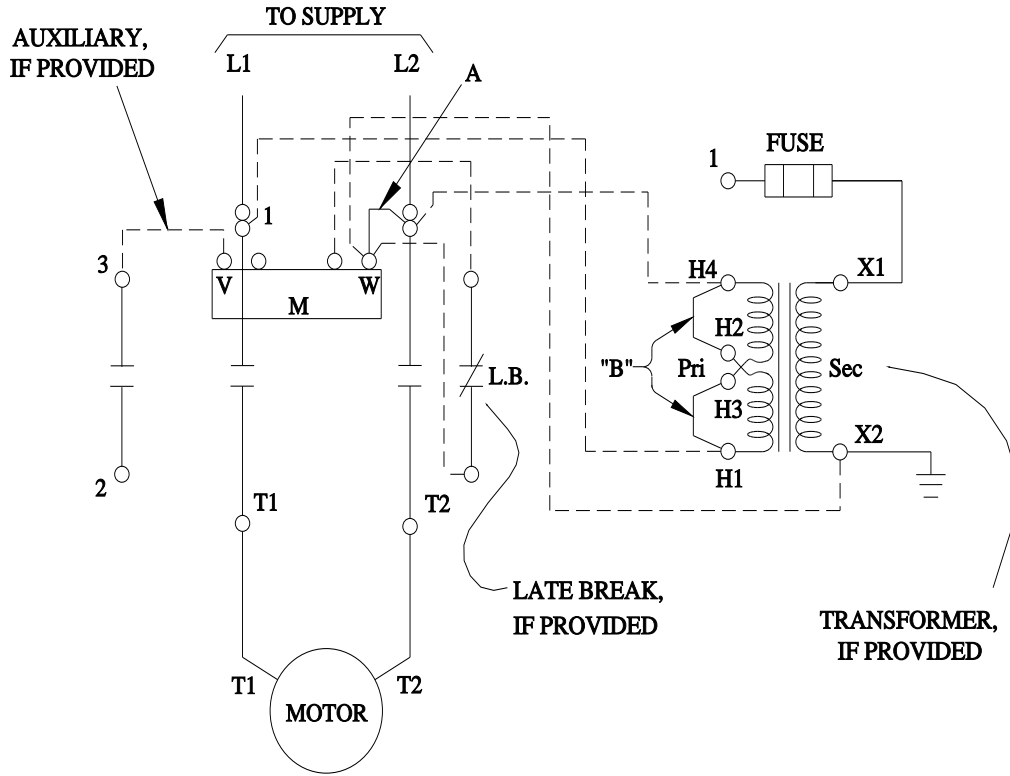 TO SUPPLY
AUXILIARY,
IF PROVIDED
L1
L2
A
1
FUSE
1
3
V
W
M
H4
X1
H2
"B"
Pri
Sec
L.B.
H3
X2
H1
2
T1
T2
LATE BREAK,
IF PROVIDED
TRANSFORMER,
IF PROVIDED
T1
T2
MOTOR